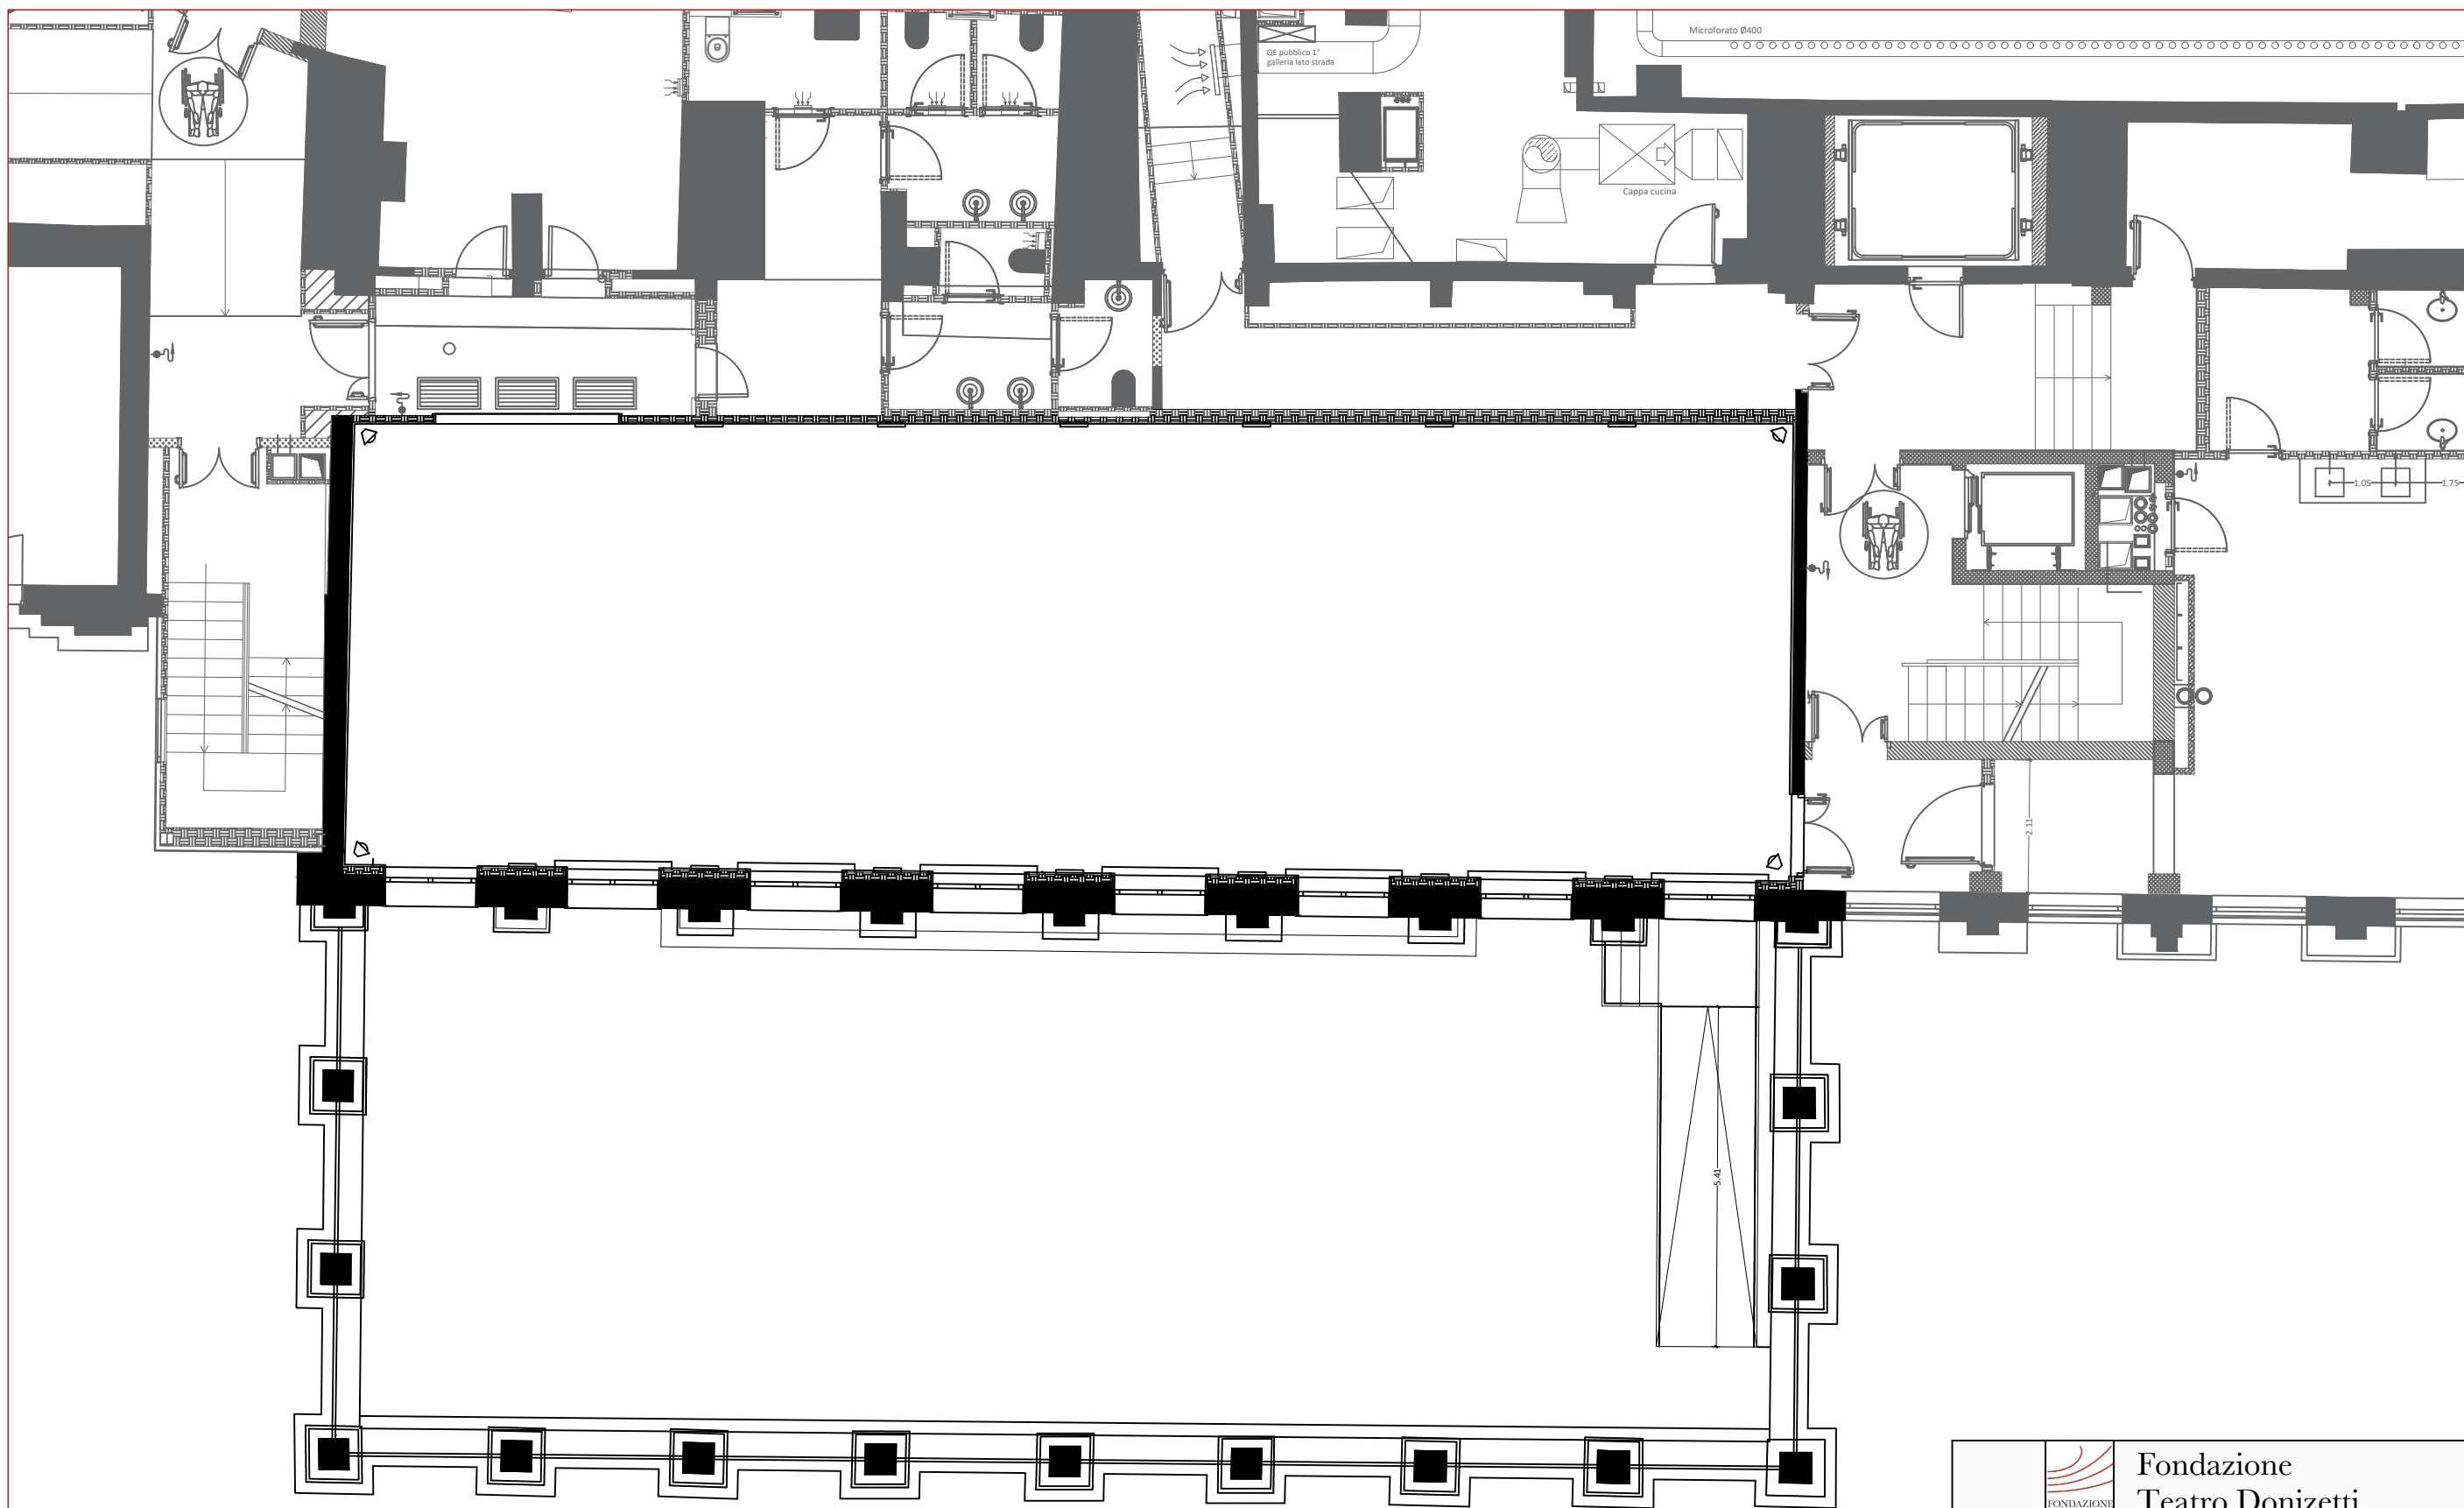 Microforato Ø400
QE pubblico 1°
galleria lato strada
Cappa cucina
1.05
1.75
2.11
5.41
Fondazione
Teatro Donizetti
FONDAZIONE